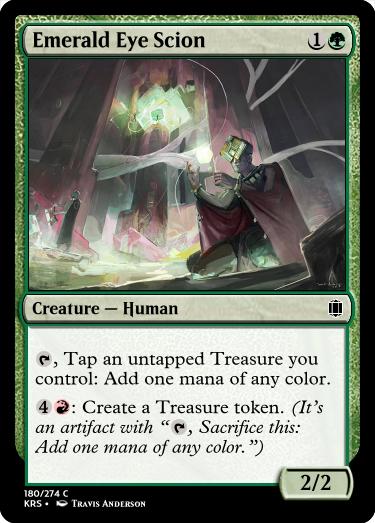 Emerald Eye Scion 1
Creature — Human
, Tap an untapped Treasure you
control: Add one mana of any color.
4 : Create a Treasure token. (It's
an artifact with “ , Sacrifice this:
Add one mana of any color.”)
2/2
180/274 C
KRS • Travis Anderson